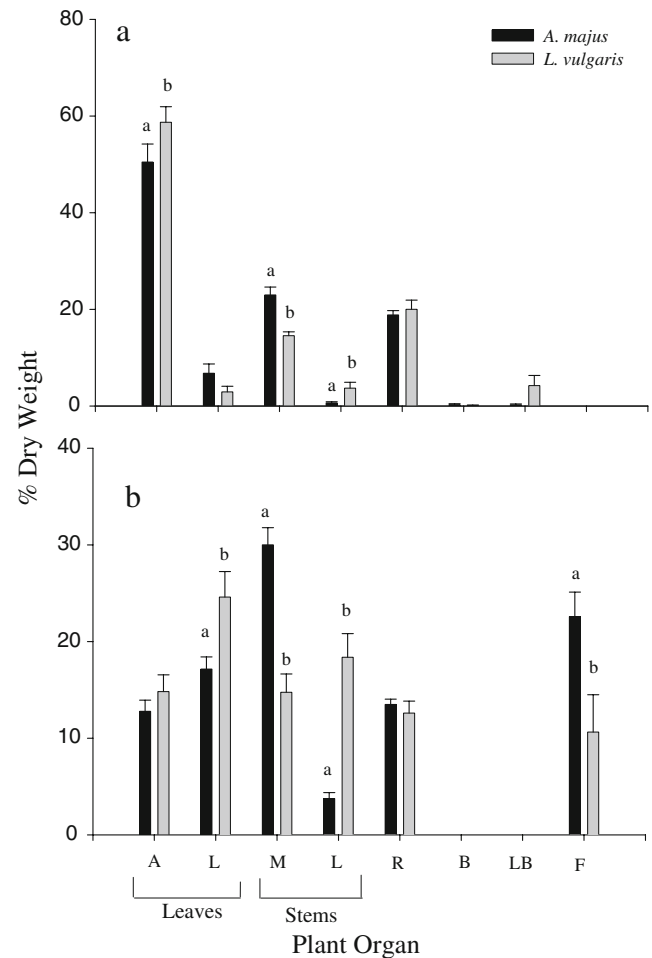 80
60
40
20
0
a
A. majus
L. vulgaris
a
b
a
b
a
b
% Dry Weight
40
30
20
10
0
b
a
b
a
b
a
b
a
b
A
L
M
L
R
B
LB
F
Leaves
Stems
Plant Organ